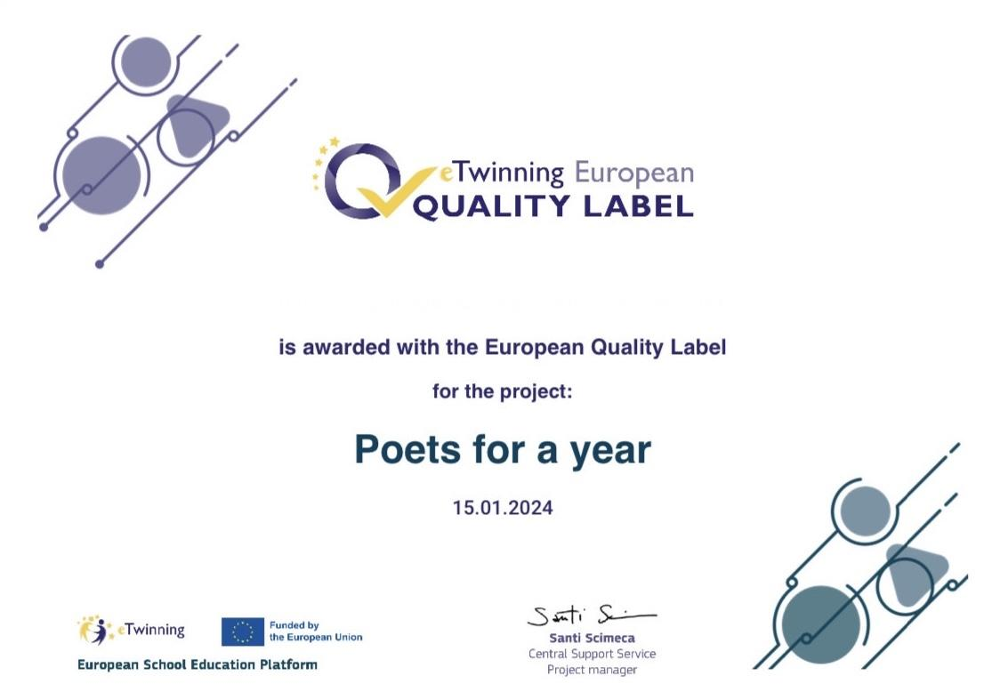 eTwinning European
QUALITY LABEL
is awarded with the European Quality Label
for the project:
Poets for a year
15.01.2024
eTwinning
Funded by
the European Union
European School Education Platform
Santi Sci
Santi Scimeca
Central Support Service
Project manager